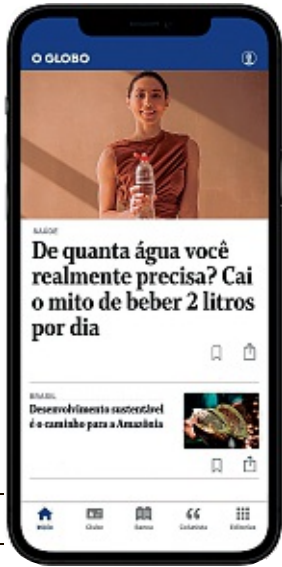 O GLOBO
SAÚDE
De quanta água você
realmente precisa? Cai
o mito de beber 2 litros
por dia
BRASIL
Desenvolvimento sustentável
é o caminho para a Amazônia
Início
Clube
Banca
Colunistas
Editorias